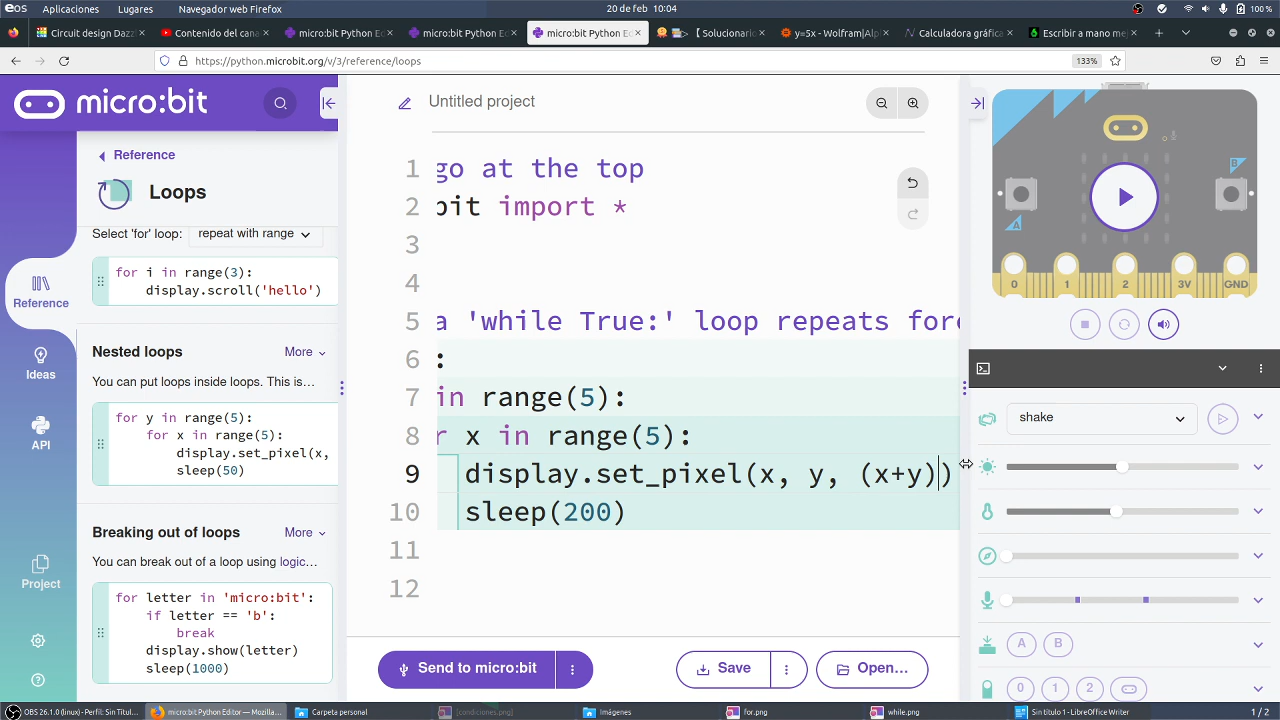 eos Aplicaciones Lugares Navegador web Firefox 20 de feb 10:04 100 %
Circuit design Dazz Contenido del cana micro:bit Python Ed micro:bit Python Ed micro:bit Python Ed 【 Solucionario y=5x - Wolfram|Alp Calculadora gráfica Escribir a mano mej
https://python.microbit.org/v/3/reference/loops 133%
micro:bit
Untitled project
Reference
Loops
Select 'for' loop: repeat with range
for i in range(3):
display.scroll('hello')
Nested loops More
You can put loops inside loops. This is…
for y in range(5):
for x in range(5):
display.set_pixel(x,
sleep(50)
Breaking out of loops More
You can break out of a loop using logic…
for letter in 'micro:bit':
if letter == 'b':
break
display.show(letter)
sleep(1000)
Reference
Ideas
API
Project
1 go at the top
2 bit import *
3
4
5 a 'while True:' loop repeats fore
6 :
7 in range(5):
8 r x in range(5):
9 display.set_pixel(x, y, (x+y))
10 sleep(200)
11
12
Send to micro:bit Save Open…
A B
0 1 2 3V GND
shake
A B
0 1 2
OBS 26.1.0 (linux) - Perfil: Sin Titul… micro:bit Python Editor — Mozilla… Carpeta personal [condiciones.png] Imágenes for.png while.png Sin título 1 - LibreOffice Writer 1 / 2